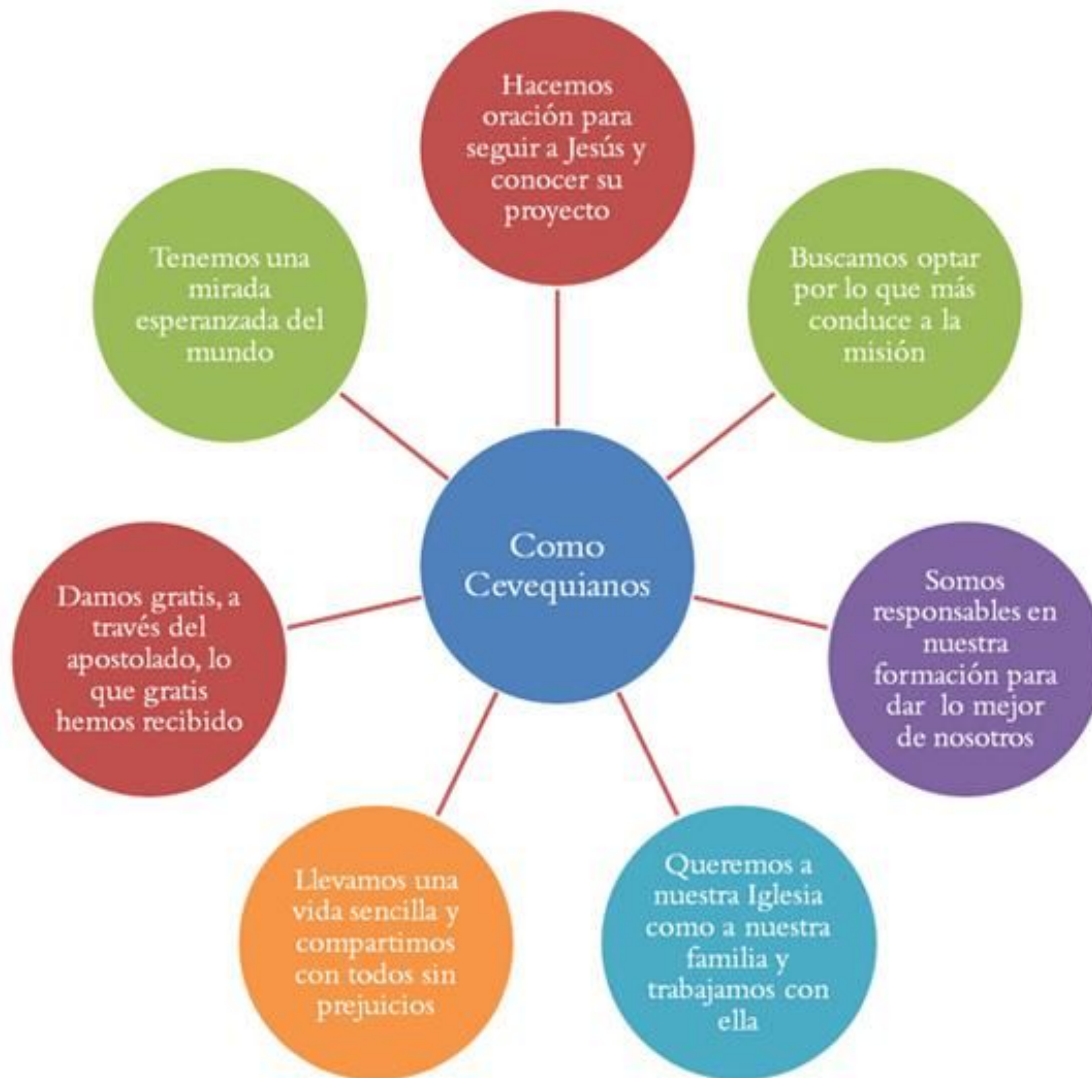 Hacemos
oración para
seguir a Jesús y
conocer su
proyecto
Buscamos optar
por lo que más
conduce a la
misión
Somos
responsables en
nuestra
formación para
dar lo mejor
de nosotros
Queremos a
nuestra Iglesia
como a nuestra
familia y
trabajamos con
ella
Llevamos una
vida sencilla y
compartimos
con todos sin
prejuicios
Damos gratis, a
través del
apostolado, lo
que gratis
hemos recibido
Tenemos una
mirada
esperanzada del
mundo
Como
Cevequianos